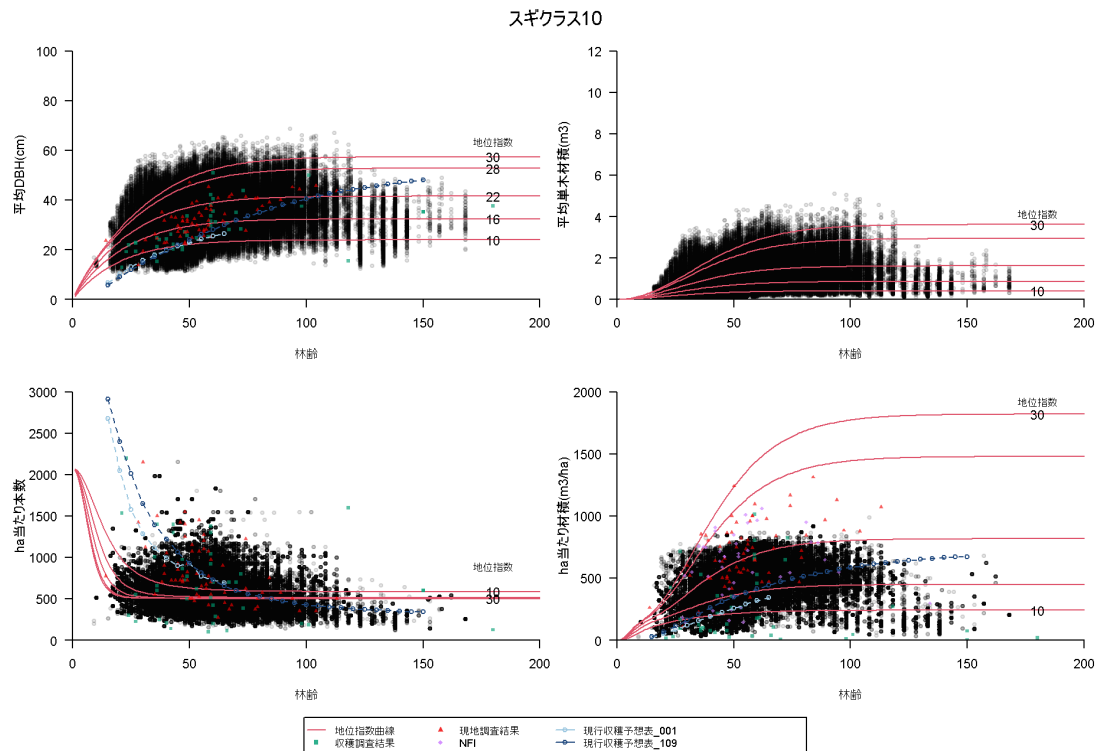 スギクラス10
平均DBH(cm)
100
80
60
40
20
0
地位指数
30
28
22
16
10
0 50 100 150 200
林齢
平均単木材積(m3)
12
10
8
6
4
2
0
地位指数
30
10
0 50 100 150 200
林齢
ha当たり本数
3000
2500
2000
1500
1000
500
0
地位指数
10
30
0 50 100 150 200
林齢
ha当たり材積(m3/ha)
2000
1500
1000
500
0
地位指数
30
10
0 50 100 150 200
林齢
地位指数曲線 現地調査結果 現行収穫予想表_001
収穫調査結果 NFI 現行収穫予想表_109